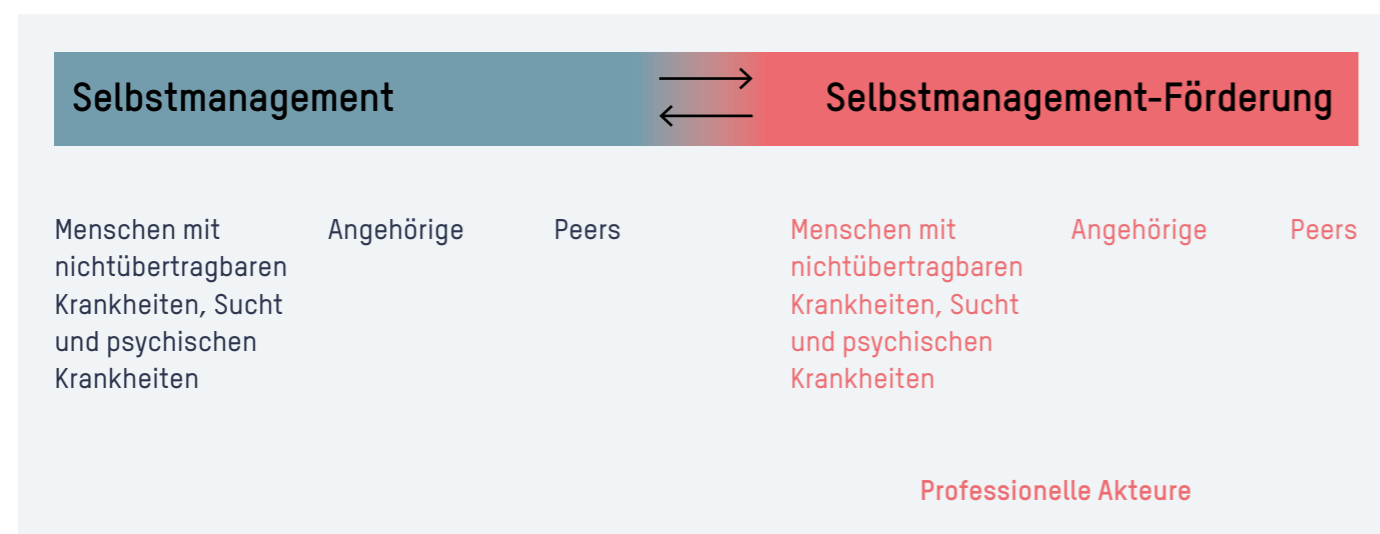 Selbstmanagement
Selbstmanagement-Förderung
Menschen mit
nichtübertragbaren
Krankheiten, Sucht
und psychischen
Krankheiten
Angehörige
Peers
Menschen mit
nichtübertragbaren
Krankheiten, Sucht
und psychischen
Krankheiten
Angehörige
Peers
Professionelle Akteure